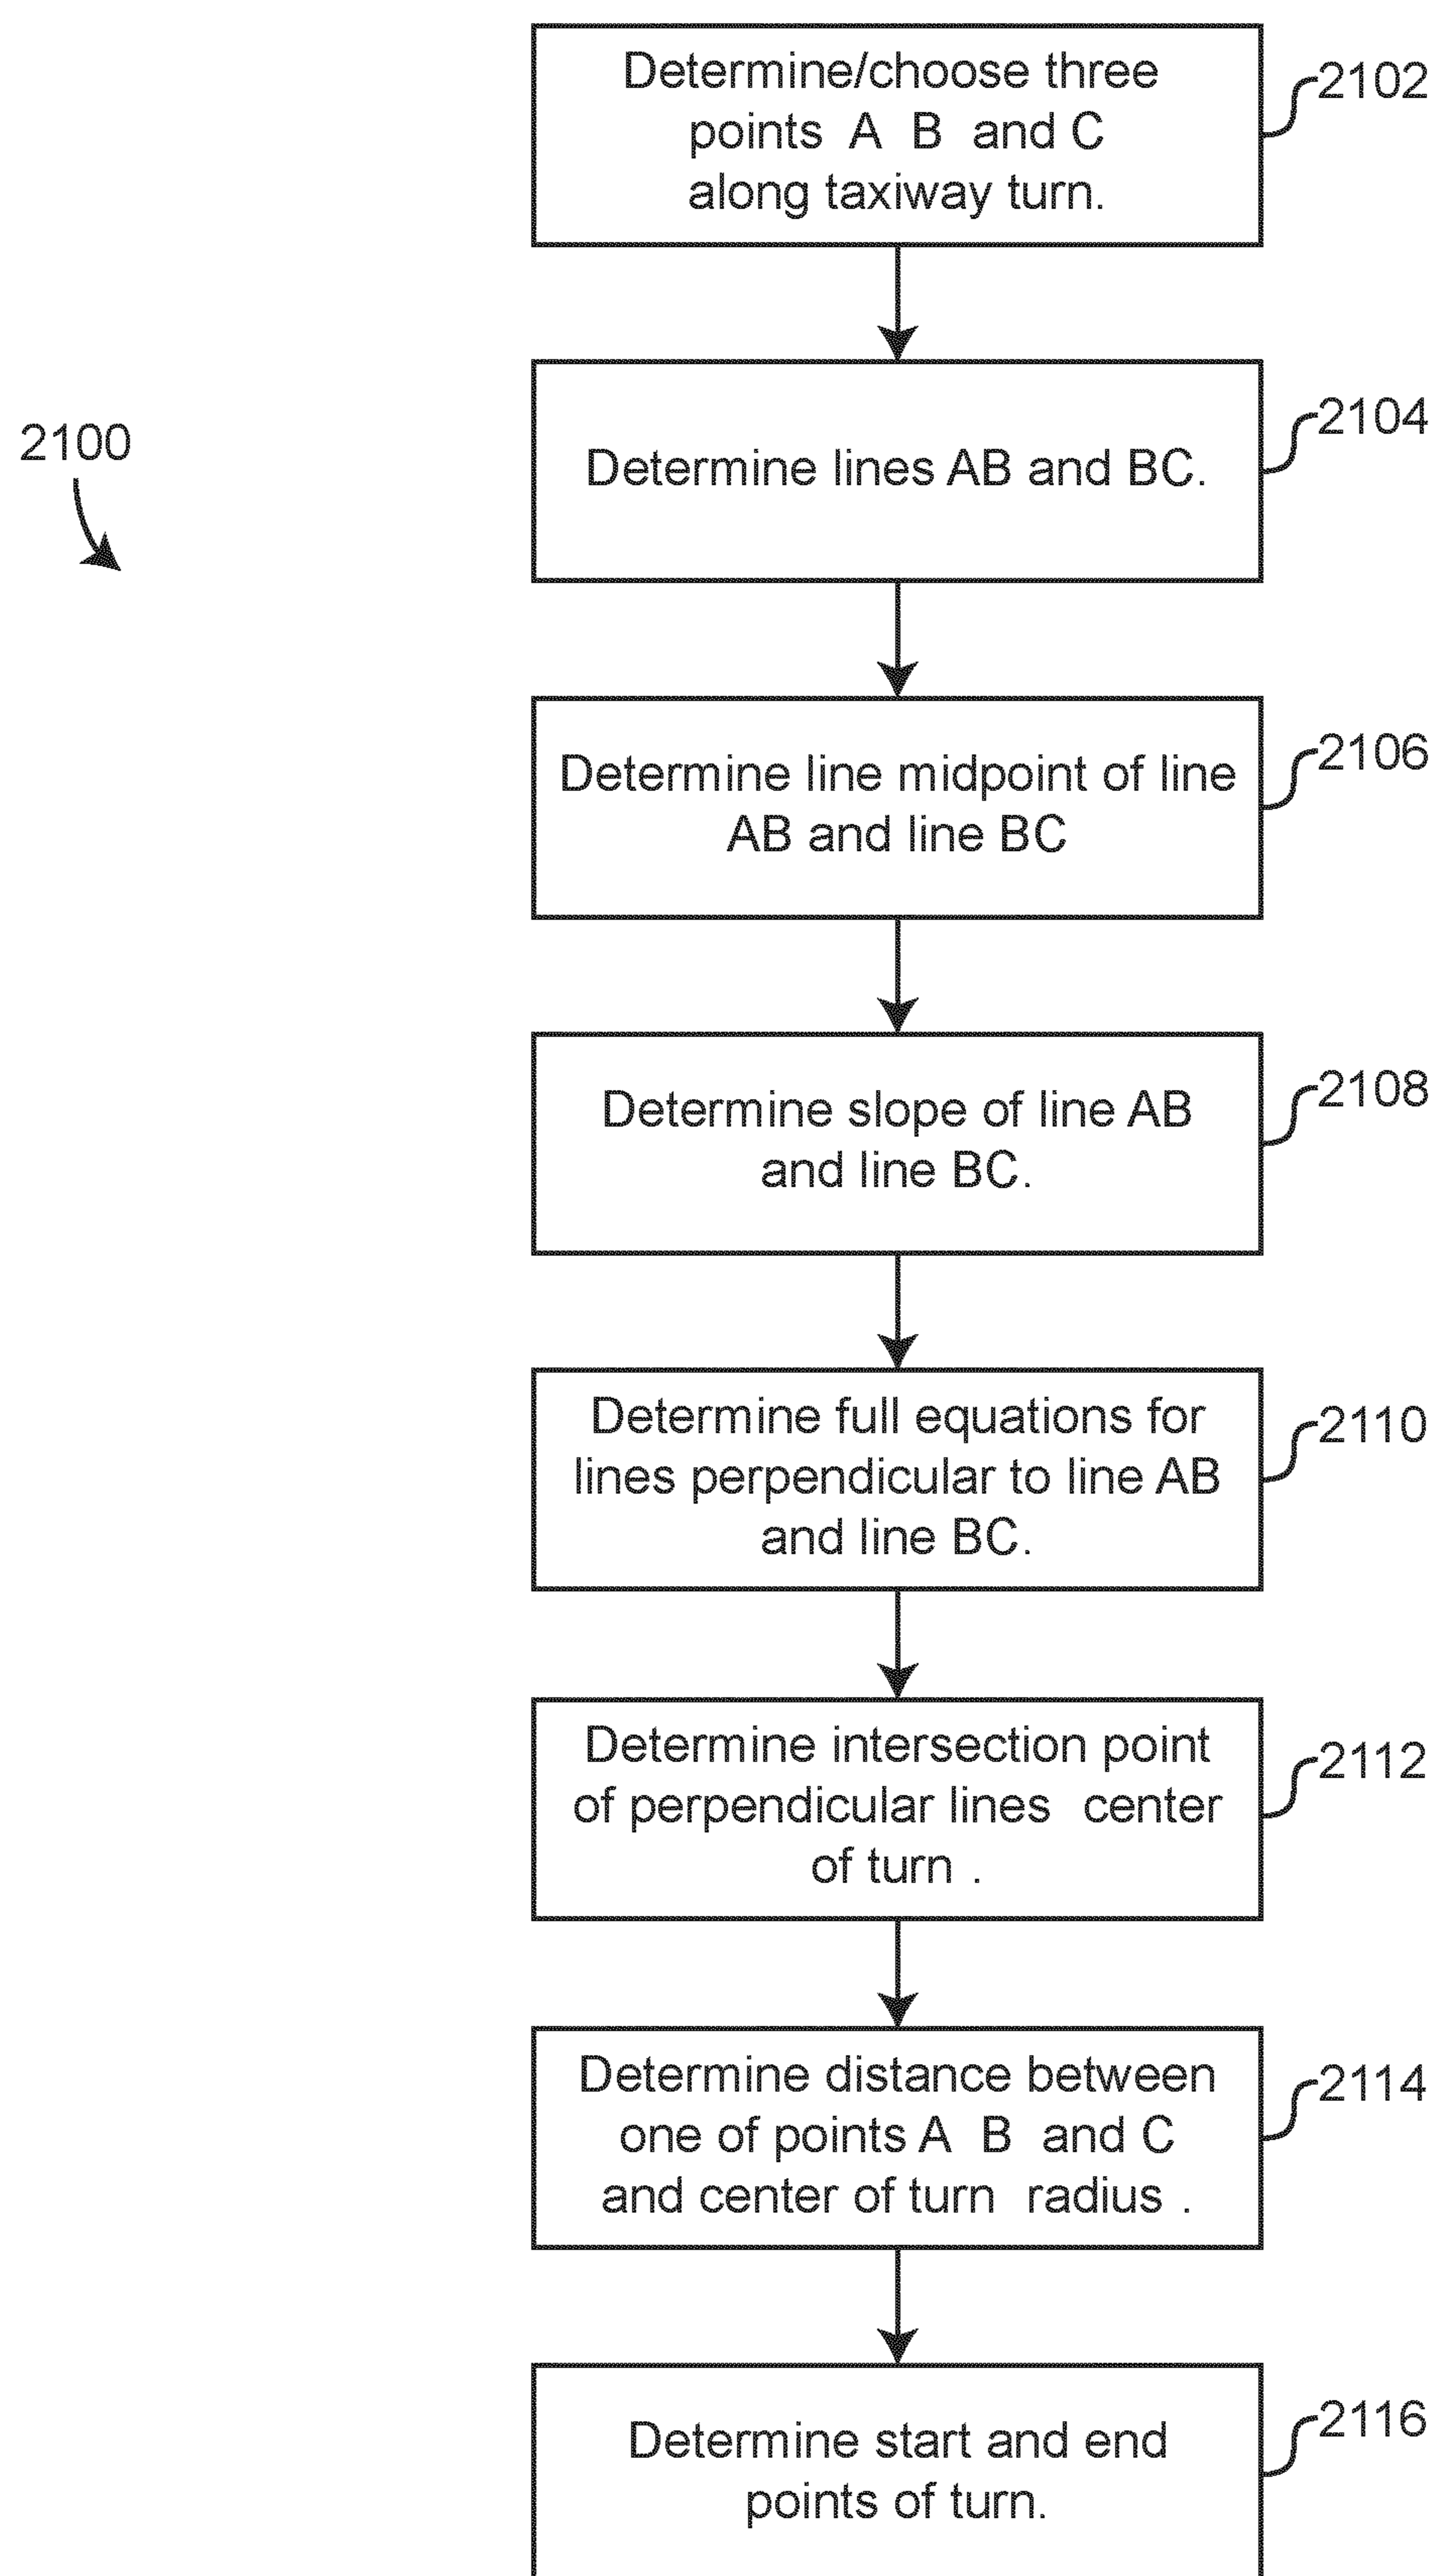 Determine/choose three
points A B and C
along taxiway turn.
2102
Determine lines AB and BC.
2104
2100
Determine line midpoint of line
AB and line BC
2106
Determine slope of line AB
and line BC.
2108
Determine full equations for
lines perpendicular to line AB
and line BC.
2110
Determine intersection point
of perpendicular lines center
of turn .
2112
Determine distance between
one of points A B and C
and center of turn radius .
2114
Determine start and end
points of turn.
2116